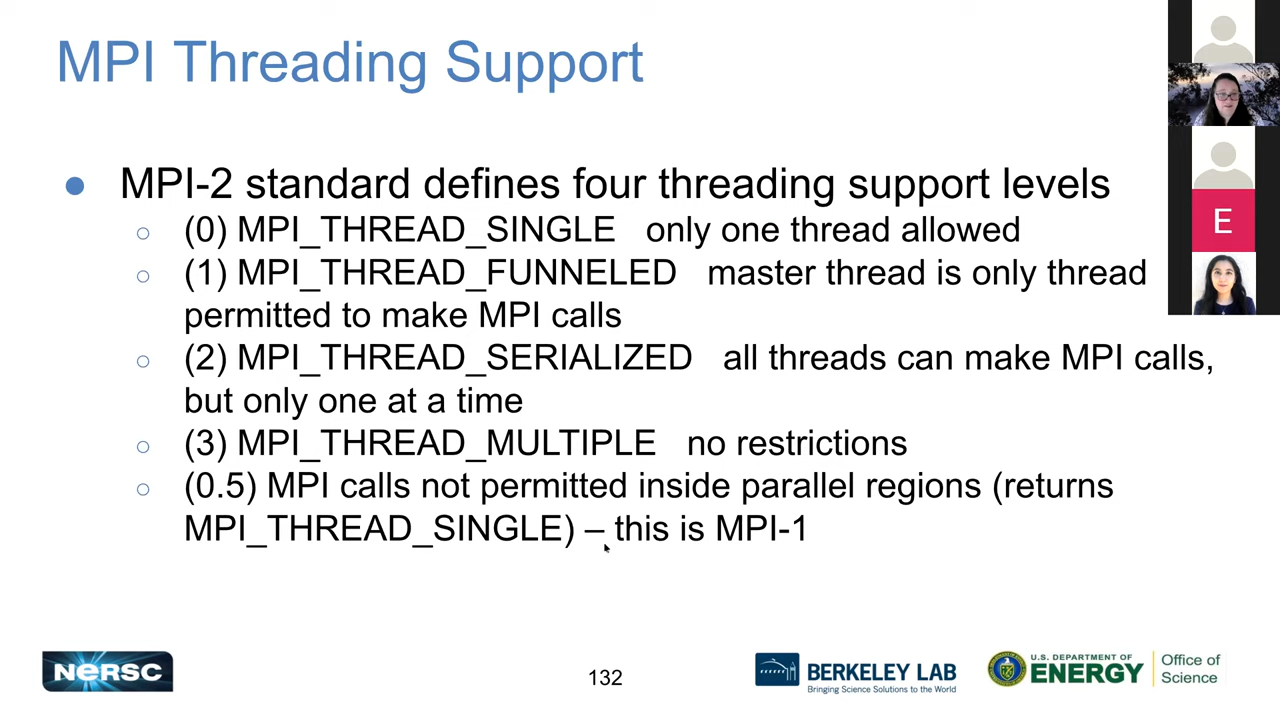 MPI Threading Support
● MPI-2 standard defines four threading support levels
○ (0) MPI_THREAD_SINGLE only one thread allowed
○ (1) MPI_THREAD_FUNNELED master thread is only thread
permitted to make MPI calls
○ (2) MPI_THREAD_SERIALIZED all threads can make MPI calls,
but only one at a time
○ (3) MPI_THREAD_MULTIPLE no restrictions
○ (0.5) MPI calls not permitted inside parallel regions (returns
MPI_THREAD_SINGLE) – this is MPI-1
E
NERSC
132
BERKELEY LAB
Bringing Science Solutions to the World
U.S. DEPARTMENT OF
ENERGY
Office of
Science